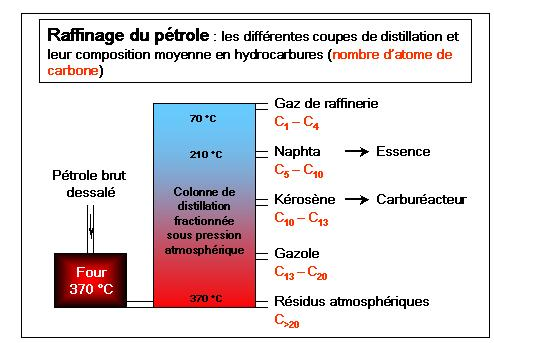 Raffinage du pétrole : les différentes coupes de distillation et
leur composition moyenne en hydrocarbures (nombre d'atome de
carbone)
Gaz de raffinerie
C1 – C4
70 °C
210 °C
Naphta → Essence
C5 – C10
Pétrole brut
dessalé
Colonne de
distillation
fractionnée
sous pression
atmosphérique
Kérosène → Carburéacteur
C10 – C13
Gazole
C13 – C20
Four
370 °C
370 °C
Résidus atmosphériques
C>20